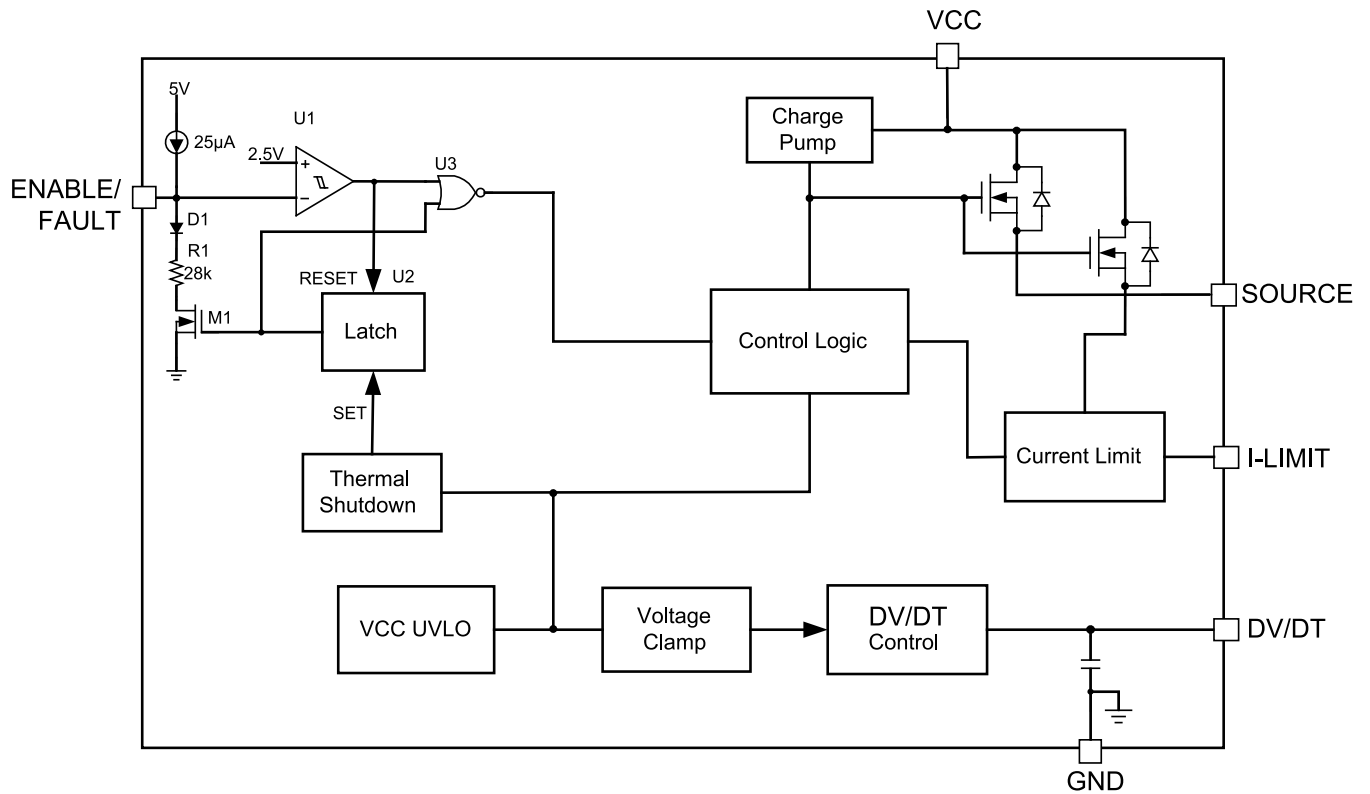 VCC
5V
25µA
U1
2.5V
+
−
U3
Charge
Pump
ENABLE/
FAULT
D1
R1
28k
M1
RESET
U2
Latch
SET
Control Logic
SOURCE
Thermal
Shutdown
Current Limit
I-LIMIT
VCC UVLO
Voltage
Clamp
DV/DT
Control
DV/DT
GND